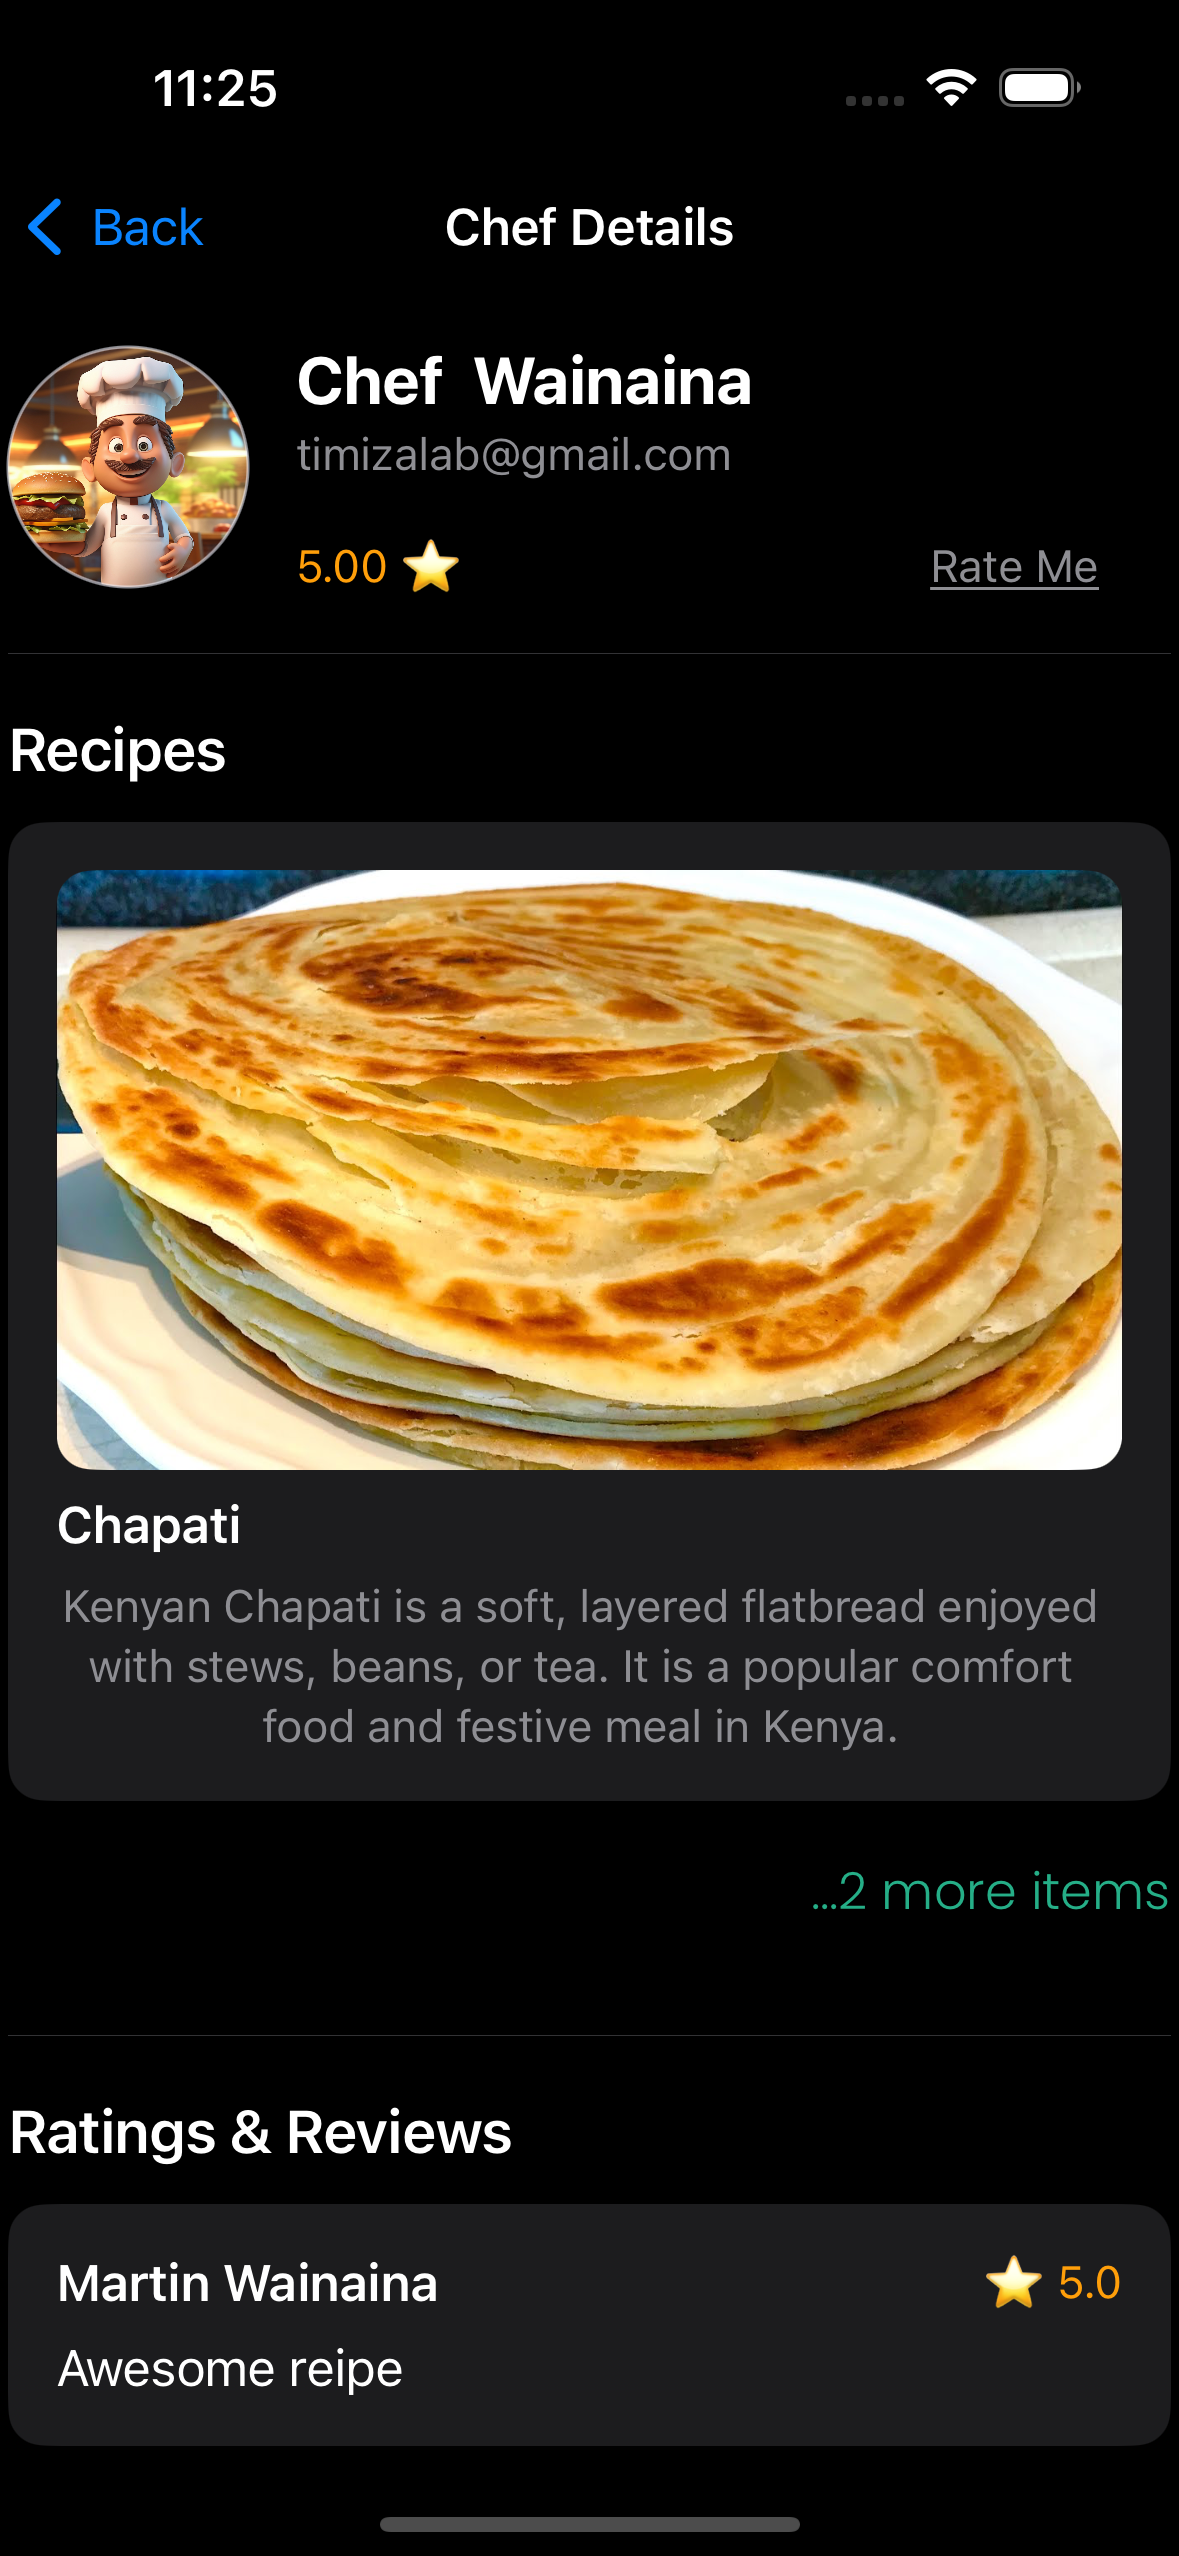 11:25
Back
Chef Details
Chef  Wainaina
timizalab@gmail.com
5.00 ⭐
Rate Me
Recipes
Chapati
Kenyan Chapati is a soft, layered flatbread enjoyed
with stews, beans, or tea. It is a popular comfort
food and festive meal in Kenya.
...2 more items
Ratings & Reviews
Martin Wainaina
⭐ 5.0
Awesome reipe